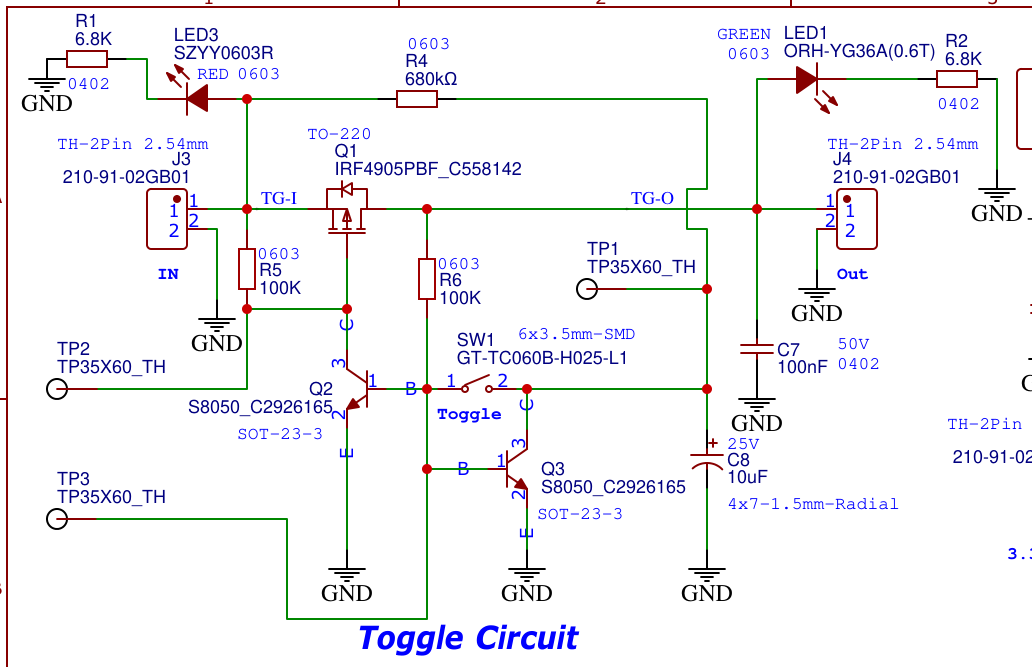 1
2
3
R1
6.8K
0402
GND
LED3
SZYY0603R
RED 0603
0603
R4
680kΩ
GREEN
0603
LED1
ORH-YG36A(0.6T)
R2
6.8K
0402
GND
TH-2Pin 2.54mm
J3
210-91-02GB01
1
2
1
2
IN
GND
TG-I
TO-220
Q1
IRF4905PBF_C558142
TG-O
TH-2Pin 2.54mm
J4
210-91-02GB01
1
2
1
2
Out
GND
0603
R5
100K
0603
R6
100K
TP1
TP35X60_TH
TP2
TP35X60_TH
C
3
Q2
1
B
S8050_C2926165
2
SOT-23-3
E
GND
SW1
6x3.5mm-SMD
GT-TC060B-H025-L1
1
2
Toggle
C
3
B
1
Q3
S8050_C2926165
2
SOT-23-3
E
GND
C7
100nF
50V
0402
GND
+
25V
C8
10uF
4x7-1.5mm-Radial
GND
TP3
TP35X60_TH
TH-2Pin
210-91-02
3.3
Toggle Circuit